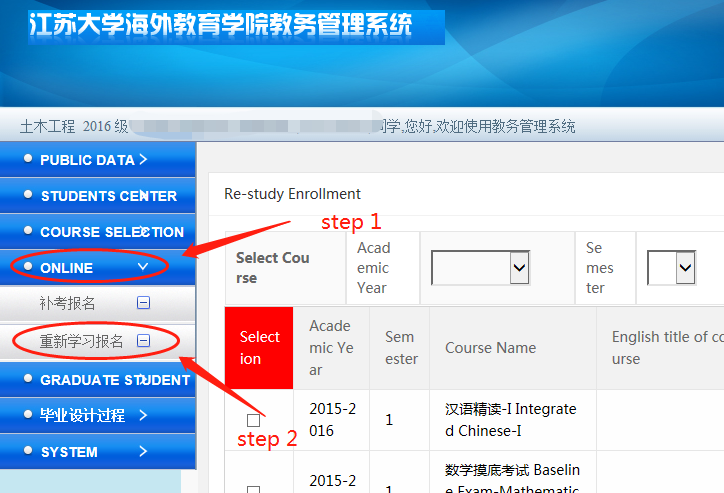 江苏大学海外教育学院教务管理系统
土木工程 2016 级 同学,您好,欢迎使用教务管理系统
PUBLIC DATA
STUDENTS CENTER
COURSE SELECTION
ONLINE
补考报名
重新学习报名
GRADUATE STUDENT
毕业设计过程
SYSTEM
Re-study Enrollment
step 1
Select Cou
rse
Acad
emic
Year
Se
mes
ter
Select
ion
Acade
mic Ye
ar
Sem
ester
Course Name
English title of co
urse
2015-2
016
1
汉语精读-I Integrate
d Chinese-I
step 2
2015-2
1
数学摸底考试 Baselin
e Exam-Mathematic